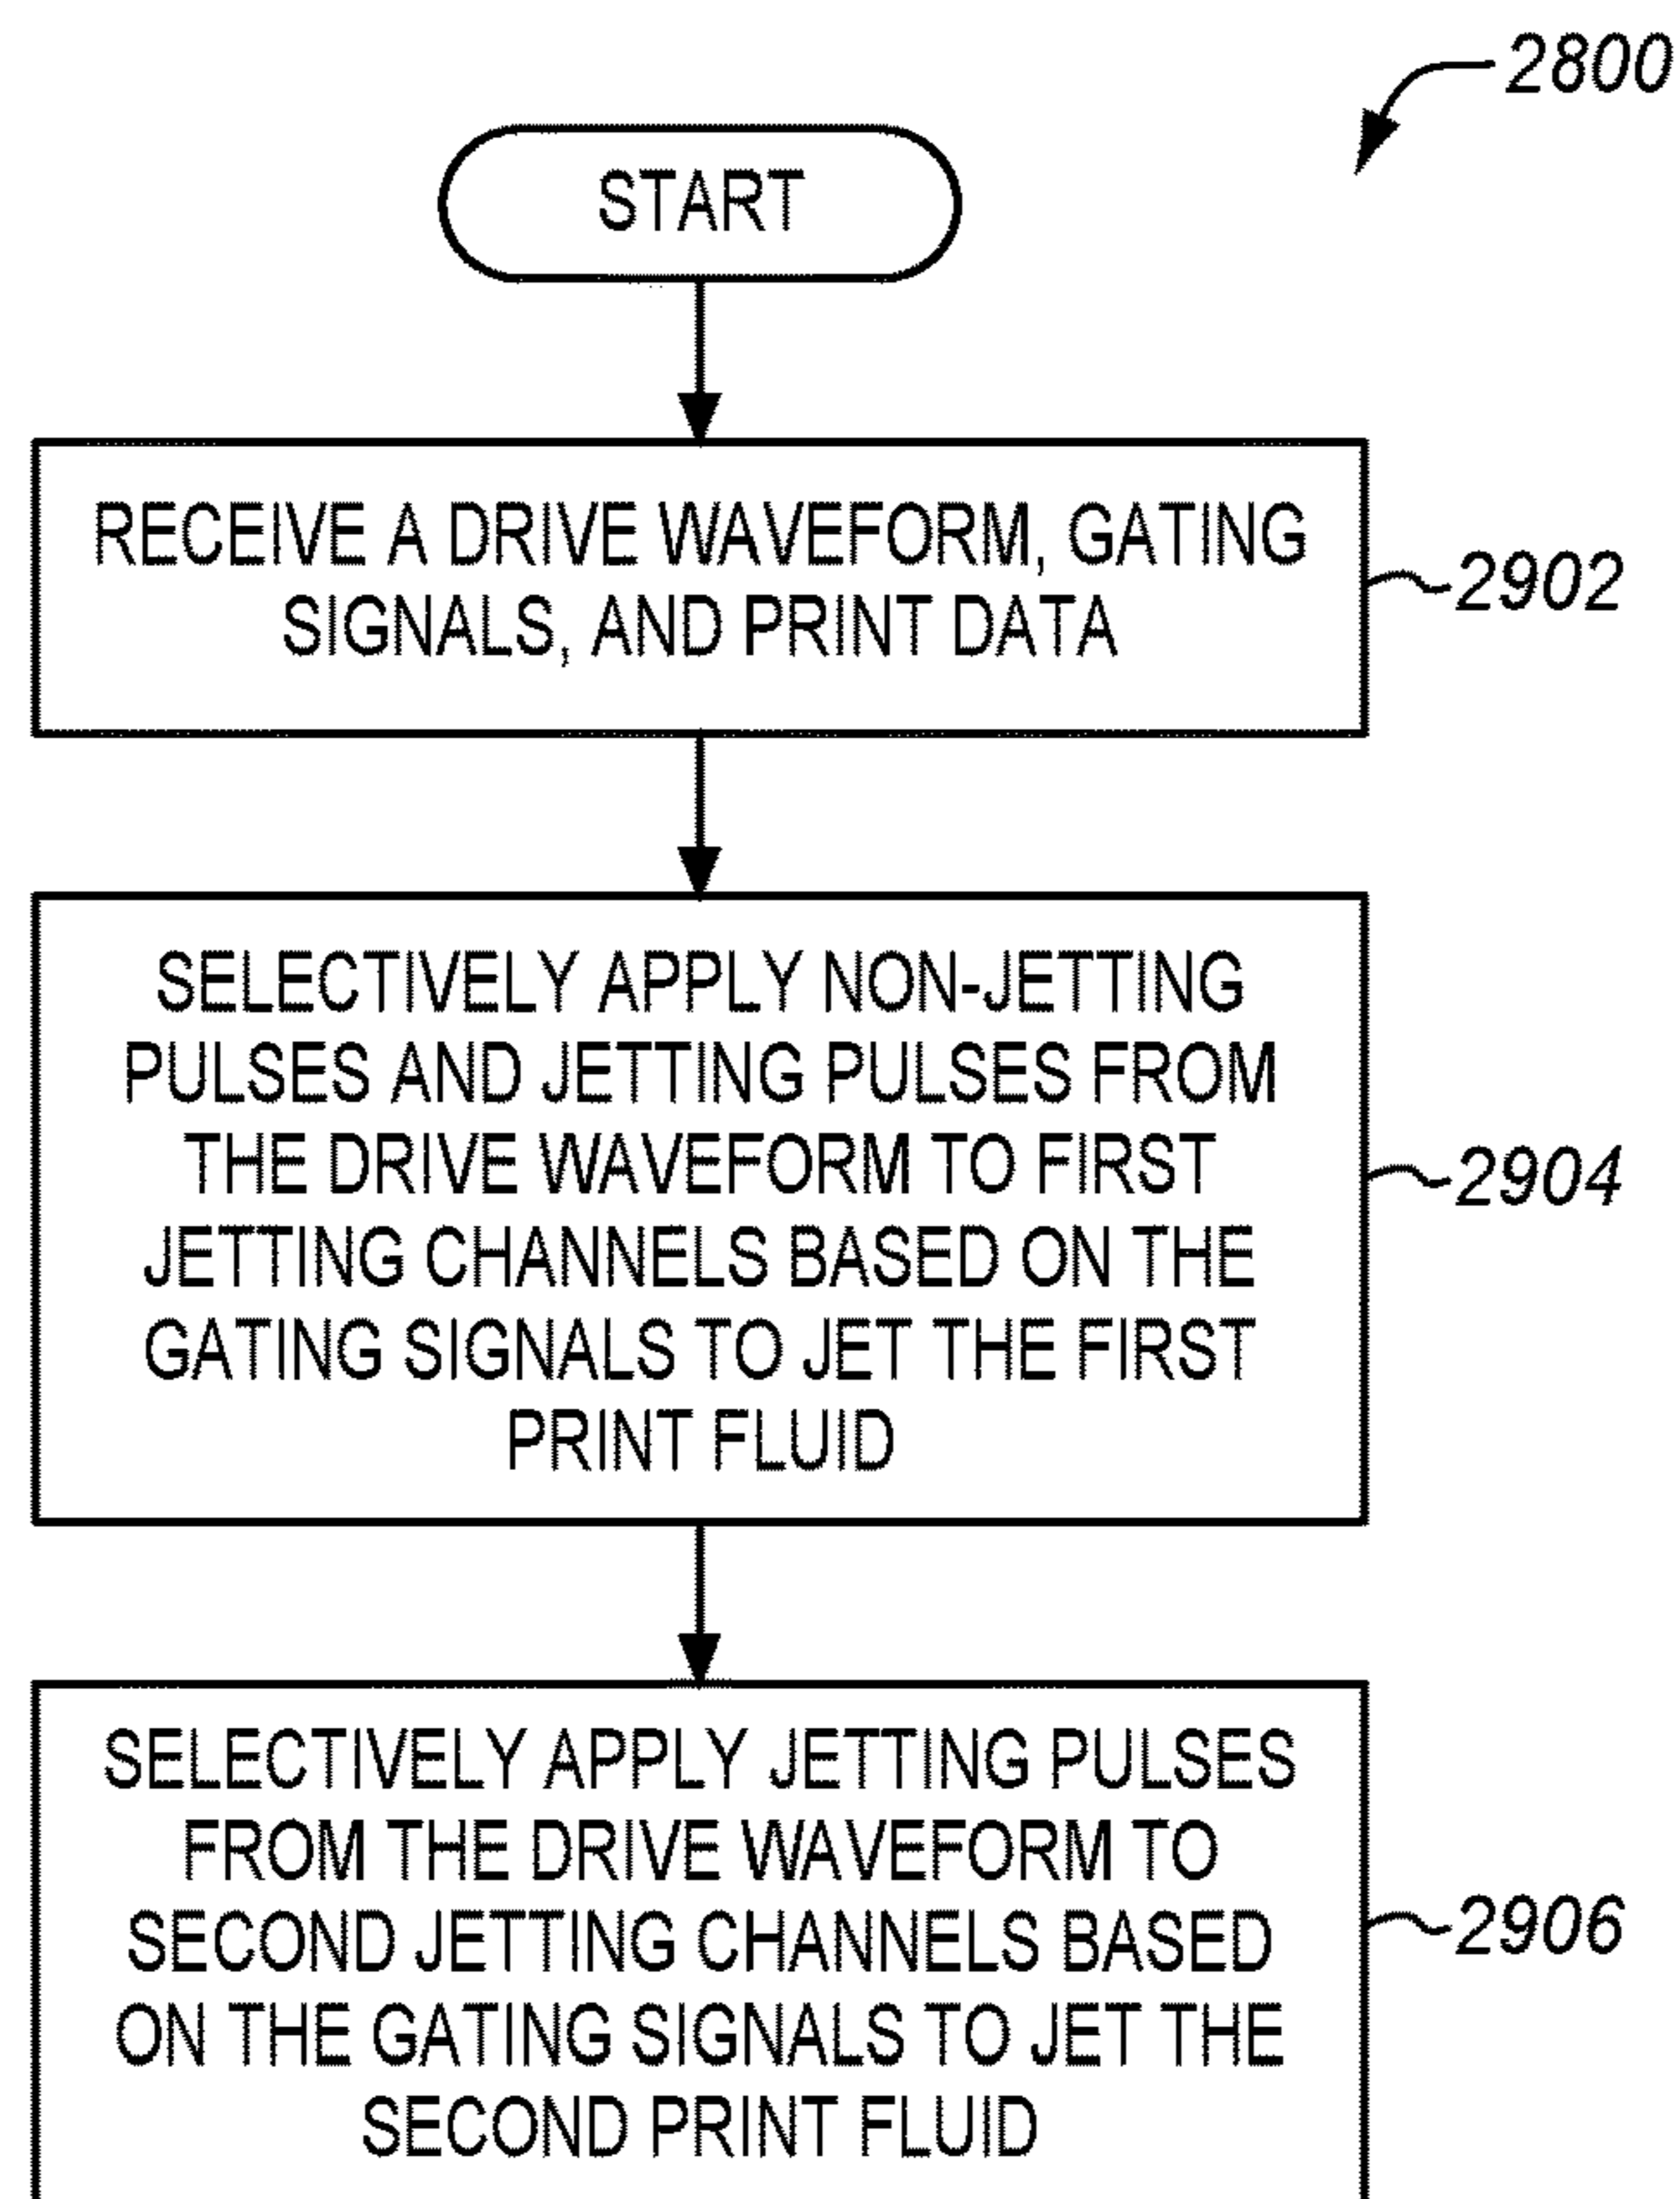 2800
START
RECEIVE A DRIVE WAVEFORM, GATING
SIGNALS, AND PRINT DATA
2902
SELECTIVELY APPLY NON-JETTING
PULSES AND JETTING PULSES FROM
THE DRIVE WAVEFORM TO FIRST
JETTING CHANNELS BASED ON THE
GATING SIGNALS TO JET THE FIRST
PRINT FLUID
2904
SELECTIVELY APPLY JETTING PULSES
FROM THE DRIVE WAVEFORM TO
SECOND JETTING CHANNELS BASED
ON THE GATING SIGNALS TO JET THE
SECOND PRINT FLUID
2906